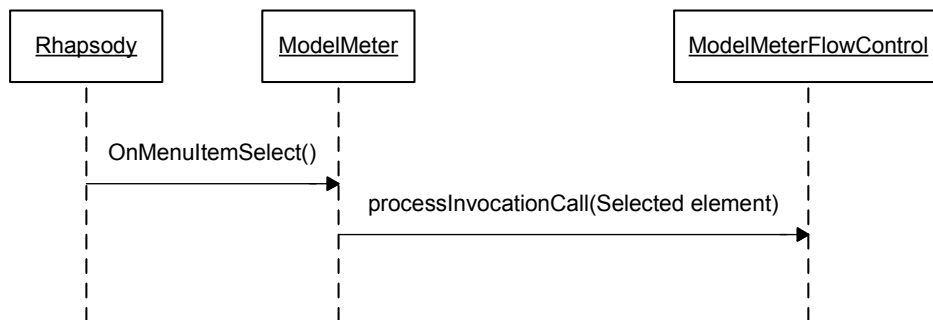 Rhapsody
ModelMeter
ModelMeterFlowControl
OnMenuItemSelect()
processInvocationCall(Selected element)